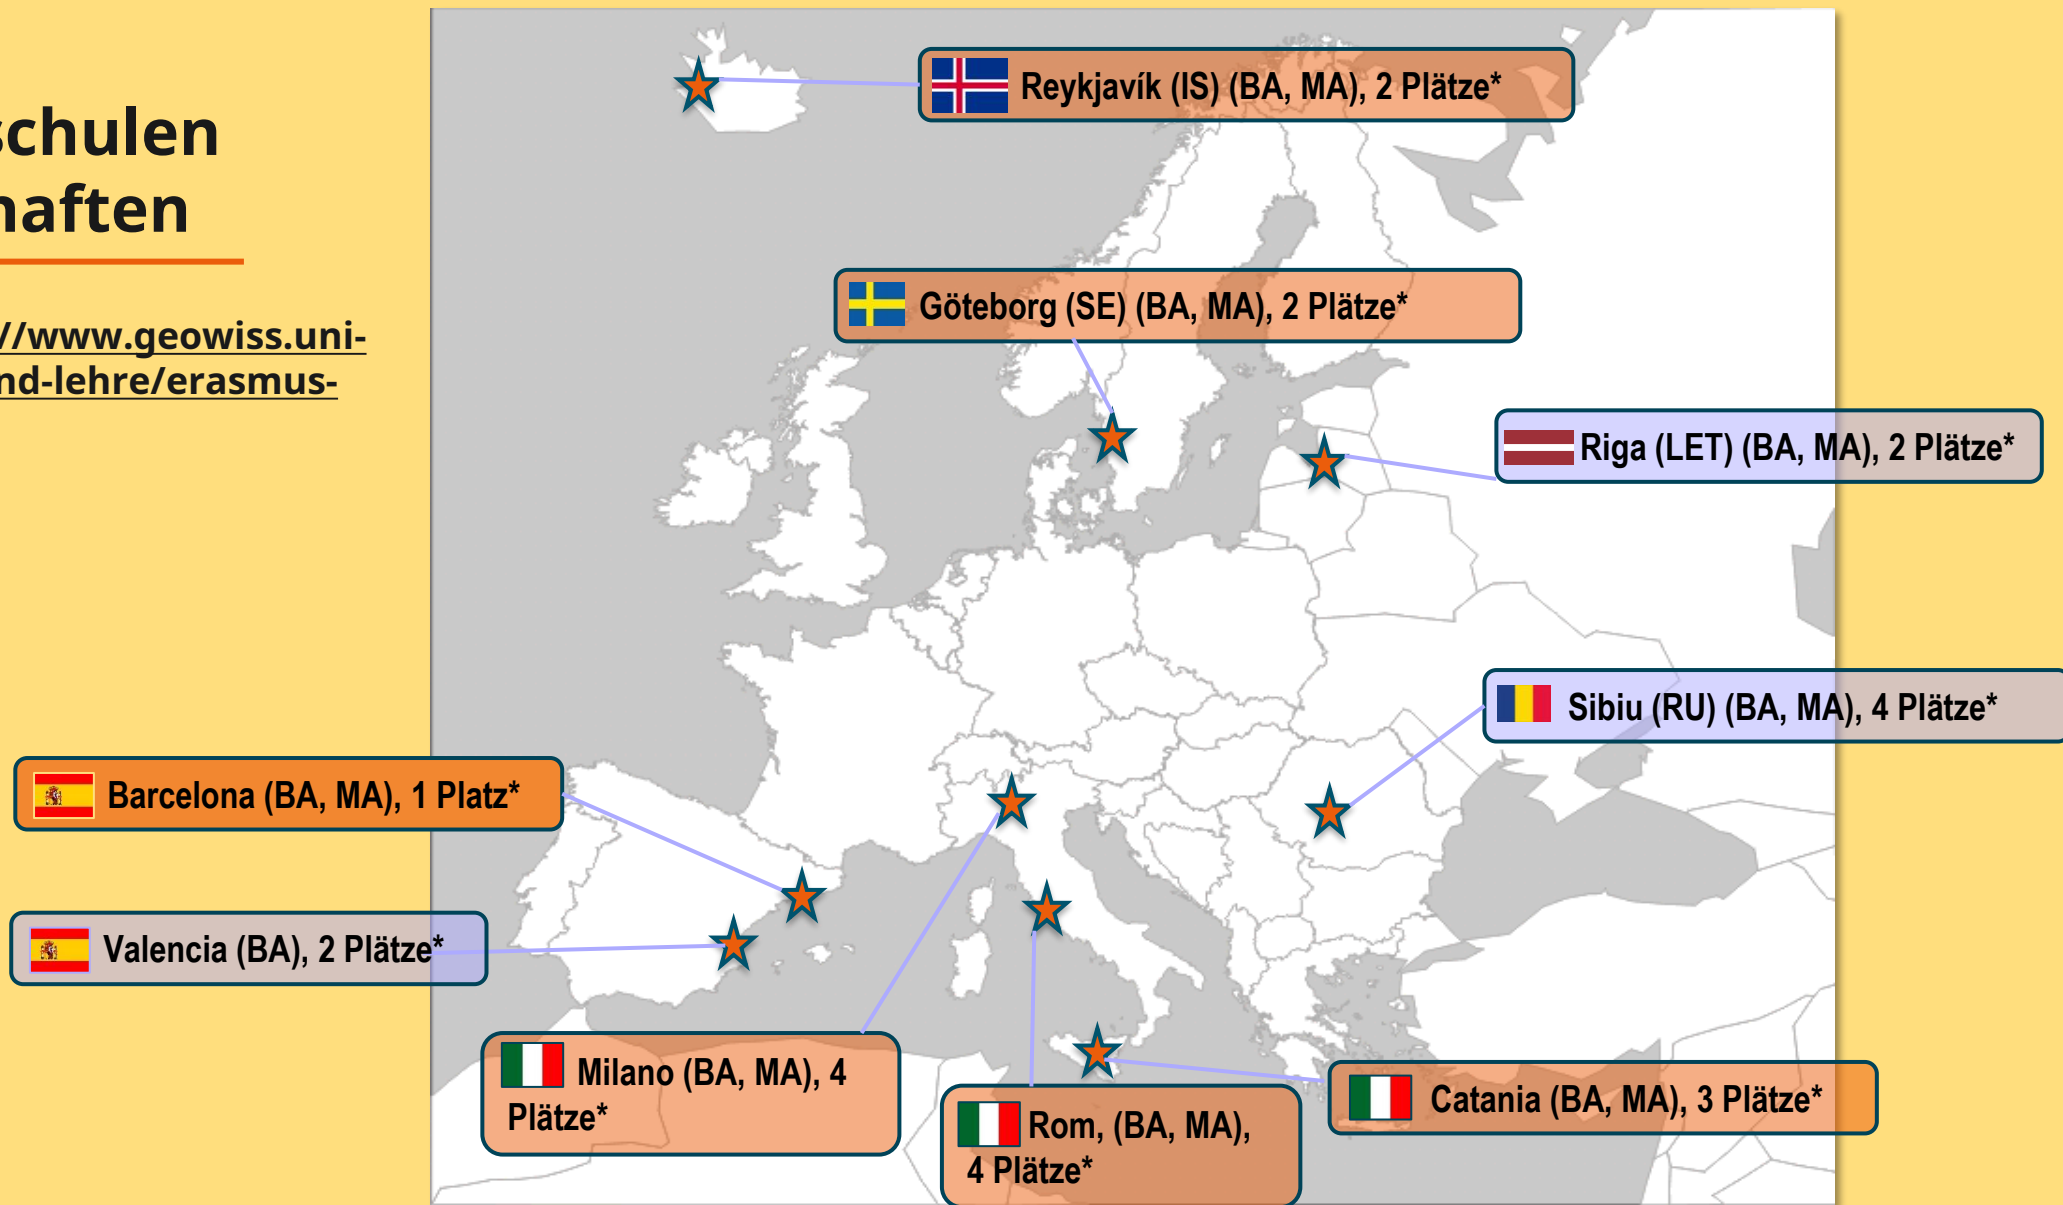 schulen
haften
//www.geowiss.uni-
nd-lehre/erasmus-
Reykjavík (IS) (BA, MA), 2 Plätze*
Göteborg (SE) (BA, MA), 2 Plätze*
Riga (LET) (BA, MA), 2 Plätze*
Sibiu (RU) (BA, MA), 4 Plätze*
Barcelona (BA, MA), 1 Platz*
Valencia (BA), 2 Plätze*
Milano (BA, MA), 4
Plätze*
Rom, (BA, MA),
4 Plätze*
Catania (BA, MA), 3 Plätze*